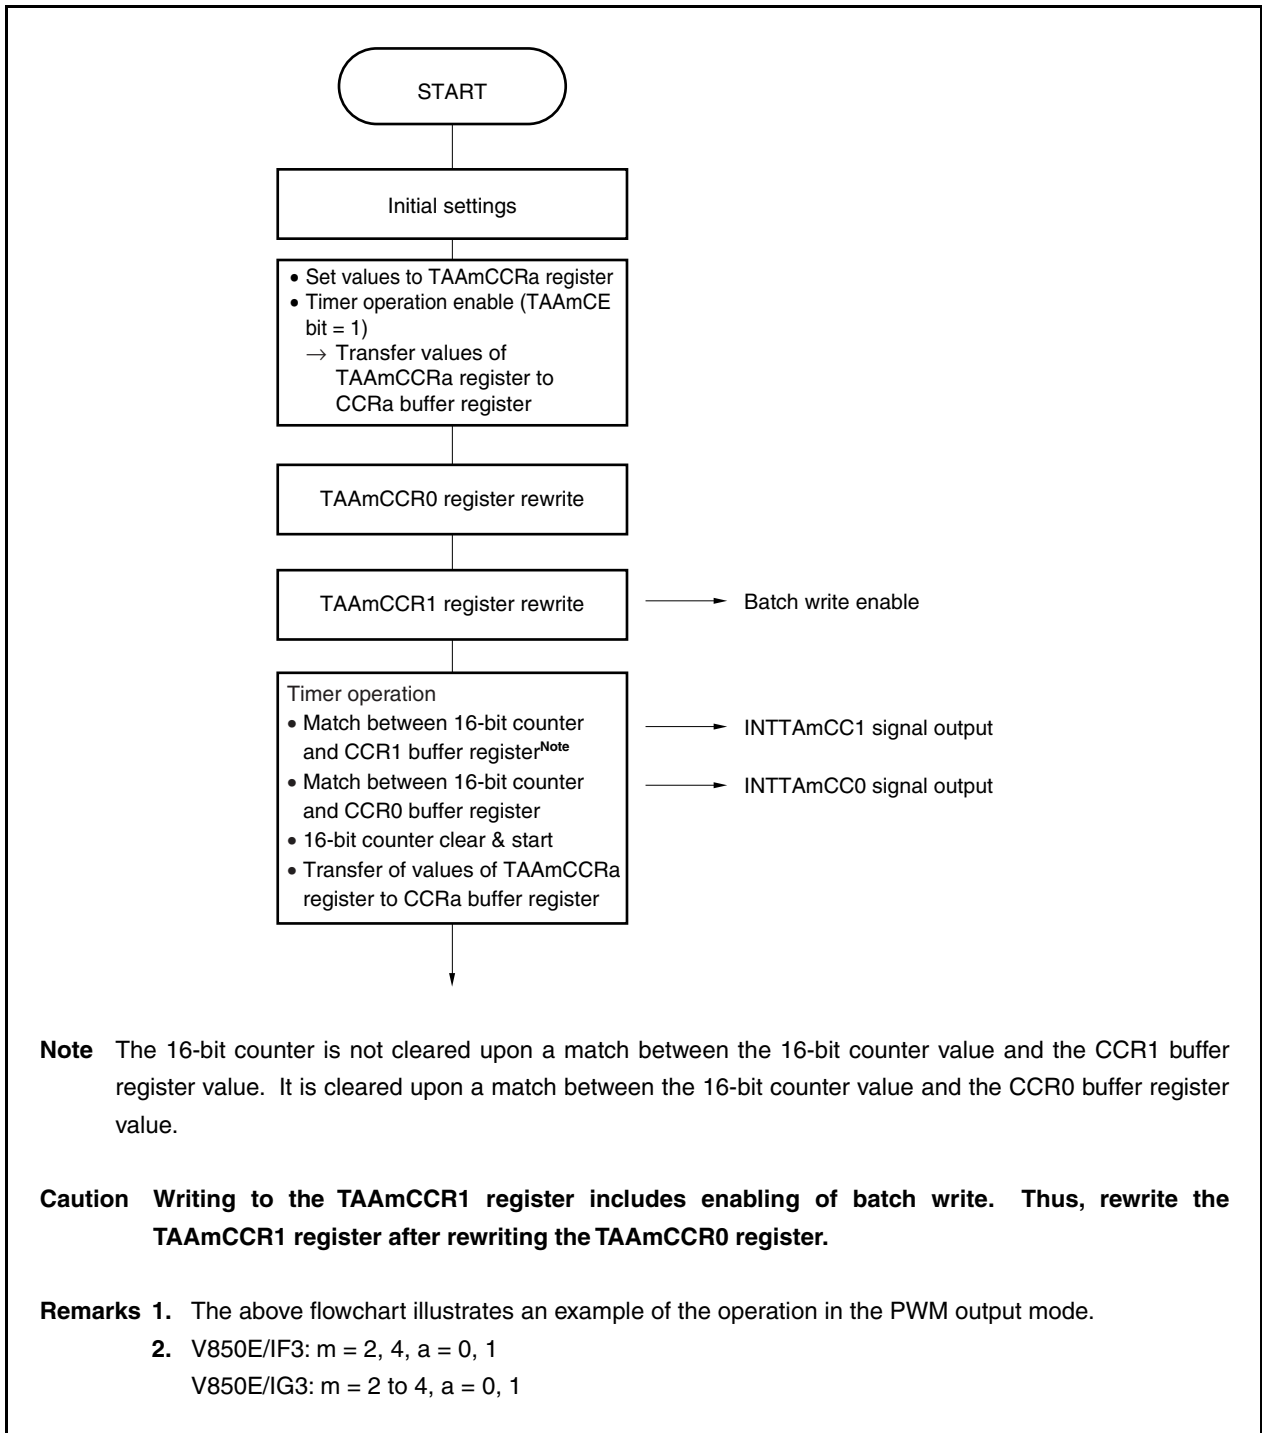 START
Initial settings
• Set values to TAAmCCRa register
• Timer operation enable (TAAmCE
bit = 1)
→ Transfer values of
TAAmCCRa register to
CCRa buffer register
TAAmCCR0 register rewrite
TAAmCCR1 register rewrite
Batch write enable
Timer operation
• Match between 16-bit counter
and CCR1 buffer registerNote
INTTAmCC1 signal output
• Match between 16-bit counter
and CCR0 buffer register
INTTAmCC0 signal output
• 16-bit counter clear & start
• Transfer of values of TAAmCCRa
register to CCRa buffer register
Note The 16-bit counter is not cleared upon a match between the 16-bit counter value and the CCR1 buffer
register value. It is cleared upon a match between the 16-bit counter value and the CCR0 buffer register
value.
Caution Writing to the TAAmCCR1 register includes enabling of batch write. Thus, rewrite the
TAAmCCR1 register after rewriting the TAAmCCR0 register.
Remarks 1. The above flowchart illustrates an example of the operation in the PWM output mode.
2. V850E/IF3: m = 2, 4, a = 0, 1
V850E/IG3: m = 2 to 4, a = 0, 1